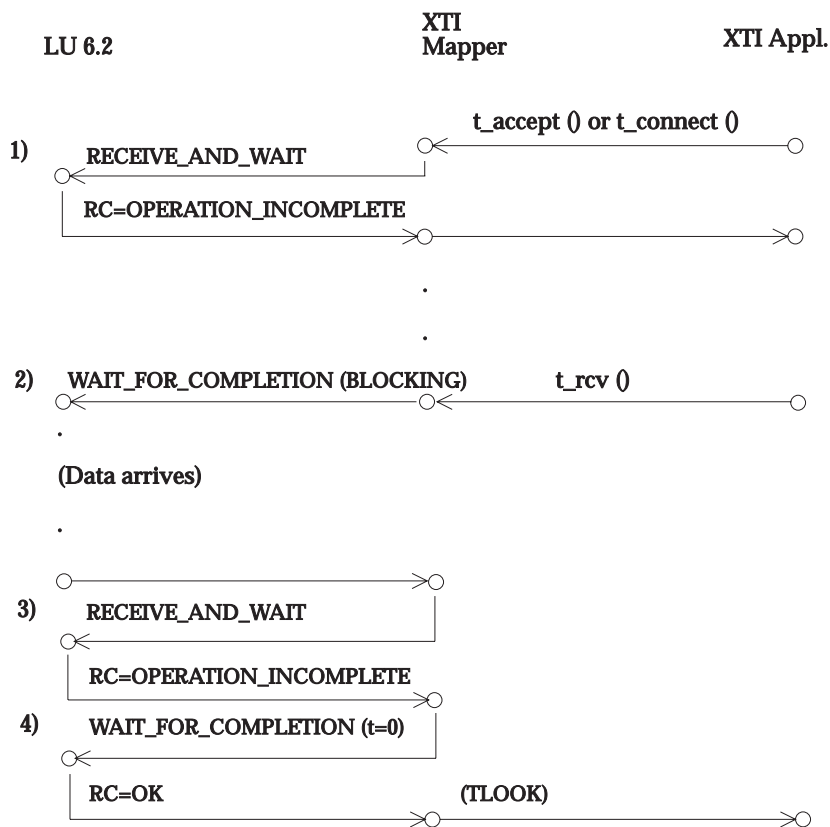 LU 6.2
XTI
Mapper
XTI Appl.
t_accept () or t_connect ()
1)
RECEIVE_AND_WAIT
RC=OPERATION_INCOMPLETE
.
.
2)
WAIT_FOR_COMPLETION (BLOCKING)
t_rcv ()
.
(Data arrives)
.
3)
RECEIVE_AND_WAIT
RC=OPERATION_INCOMPLETE
4)
WAIT_FOR_COMPLETION (t=0)
RC=OK
(TLOOK)